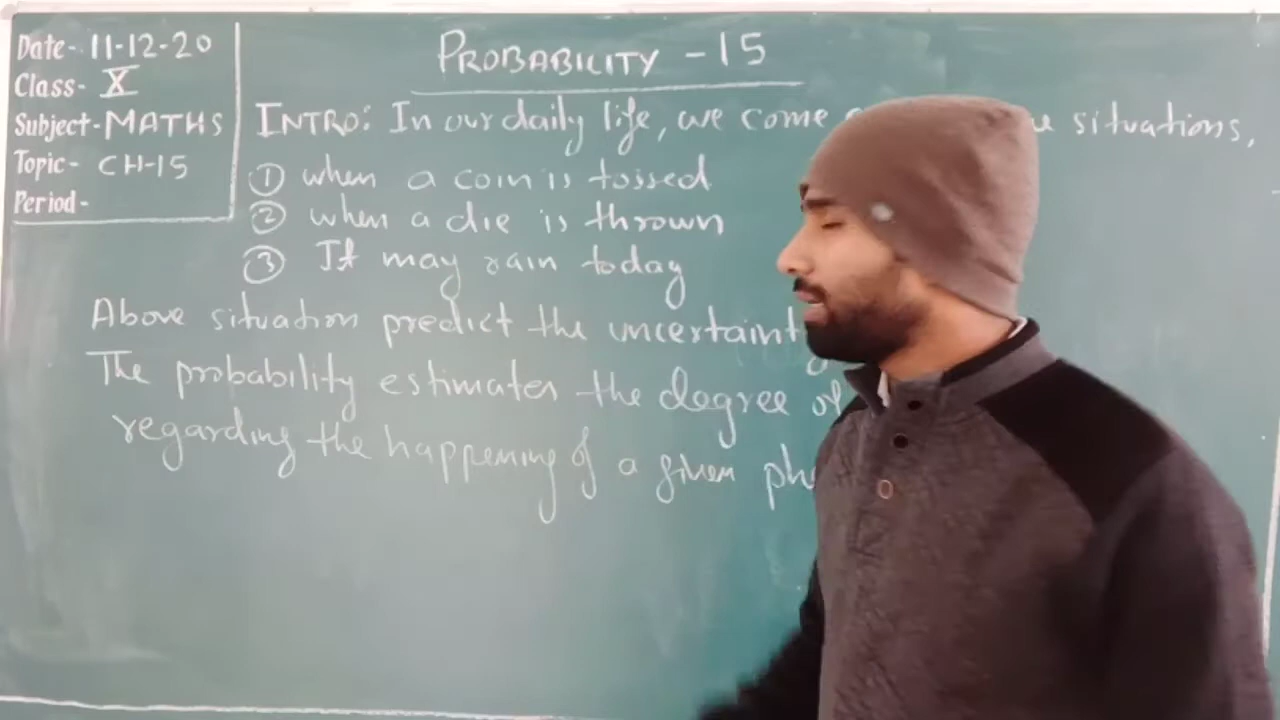 Date- 11-12-20
Class- X
Subject- MATHS
Topic- CH-15
Period-
PROBABILITY - 15
INTRO: In our daily life, we come situations,
① when a coin is tossed
② when a die is thrown
③ It may rain today
Above situation predict the uncertainty
The probability estimates the degree of
regarding the happening of a given